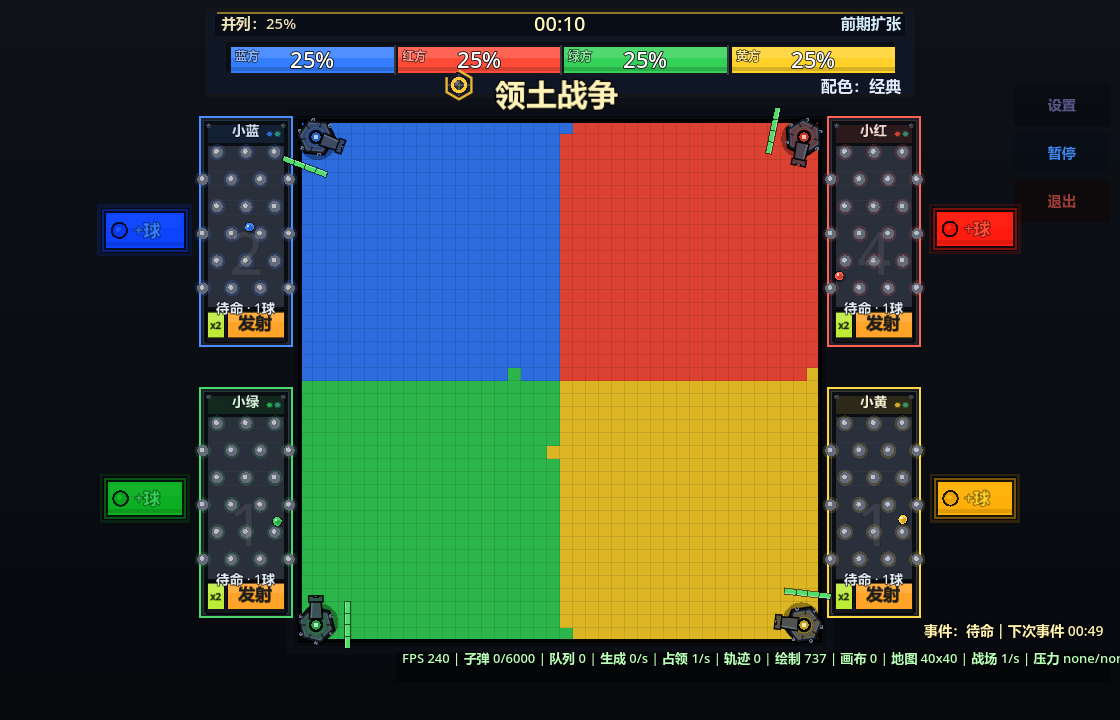 并列: 25%
00:10
前期扩张
蓝方 25%
红方 25%
绿方 25%
黄方 25%
领土战争
配色: 经典
设置
暂停
退出
小蓝
2
待命 · 1球
x2 发射
+球
小红
4
待命 · 1球
x2 发射
+球
小绿
1
待命 · 1球
x2 发射
+球
小黄
1
待命 · 1球
x2 发射
+球
事件: 待命 | 下次事件 00:49
FPS 240 | 子弹 0/6000 | 队列 0 | 生成 0/s | 占领 1/s | 轨迹 0 | 绘制 737 | 画布 0 | 地图 40x40 | 战场 1/s | 压力 none/nor